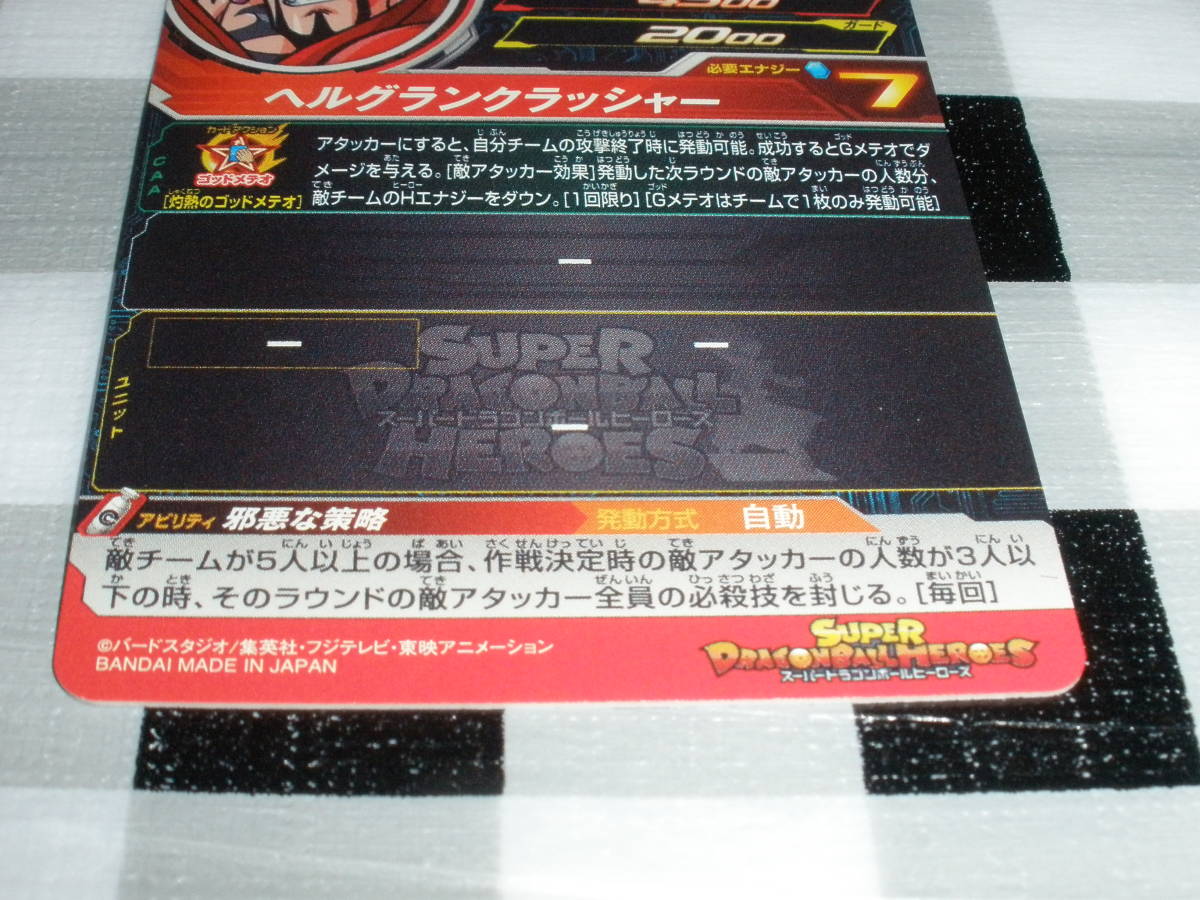 4500
ガード
2000
必要エナジー 7
ヘルグランクラッシャー
CAA
カードアクション
ゴッドメテオ
[灼熱のゴッドメテオ]
アタッカーにすると、自分チームの攻撃終了時に発動可能。成功するとGメテオでダ
メージを与える。[敵アタッカー効果]発動した次ラウンドの敵アタッカーの人数分、
敵チームのHエナジーをダウン。[1回限り][Gメテオはチームで1枚のみ発動可能]
ー
ユニット
ー ー
ー
SUPER
DRAGONBALL
スーパードラゴンボールヒーローズ
HEROES
アビリティ 邪悪な策略 発動方式 自動
敵チームが5人以上の場合、作戦決定時の敵アタッカーの人数が3人以
下の時、そのラウンドの敵アタッカー全員の必殺技を封じる。[毎回]
©バードスタジオ/集英社・フジテレビ・東映アニメーション
BANDAI MADE IN JAPAN
SUPER
DRAGONBALL HEROES
スーパードラゴンボールヒーローズ